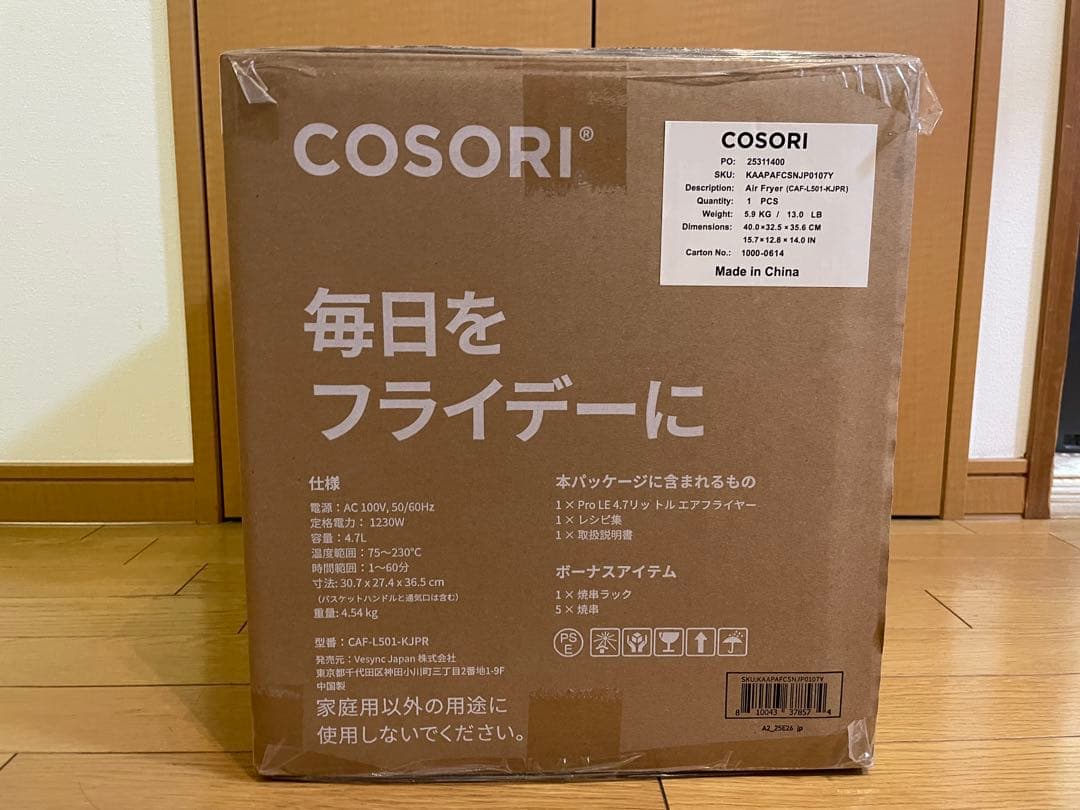 COSORI®
COSORI
PO: 25311400
SKU: KAAPAFCSNJP0107Y
Description: Air Fryer (CAF-L501-KJPR)
Quantity: 1 PCS
Weight: 5.9 KG / 13.0 LB
Dimensions: 40.0×32.5×35.6 CM
15.7×12.8×14.0 IN
Carton No.: 1000-0614
Made in China
毎日を
フライデーに
仕様
電源：AC 100V, 50/60Hz
定格電力： 1230W
容量：4.7L
温度範囲：75～230℃
時間範囲：1～60分
寸法: 30.7 x 27.4 x 36.5 cm
（バスケットハンドルと通気口は含む）
重量: 4.54 kg
型番：CAF-L501-KJPR
発売元：Vesync Japan 株式会社
東京都千代田区神田小川町三丁目2番地1-9F
中国製
家庭用以外の用途に
使用しないでください。
本パッケージに含まれるもの
1 × Pro LE 4.7リットル エアフライヤー
1 × レシピ集
1 × 取扱説明書
ボーナスアイテム
1 × 焼串ラック
5 × 焼串
PS
E
SKU:KAAPAFCSNJP0107Y
8 10043 37857 4
A2_25E26 jp